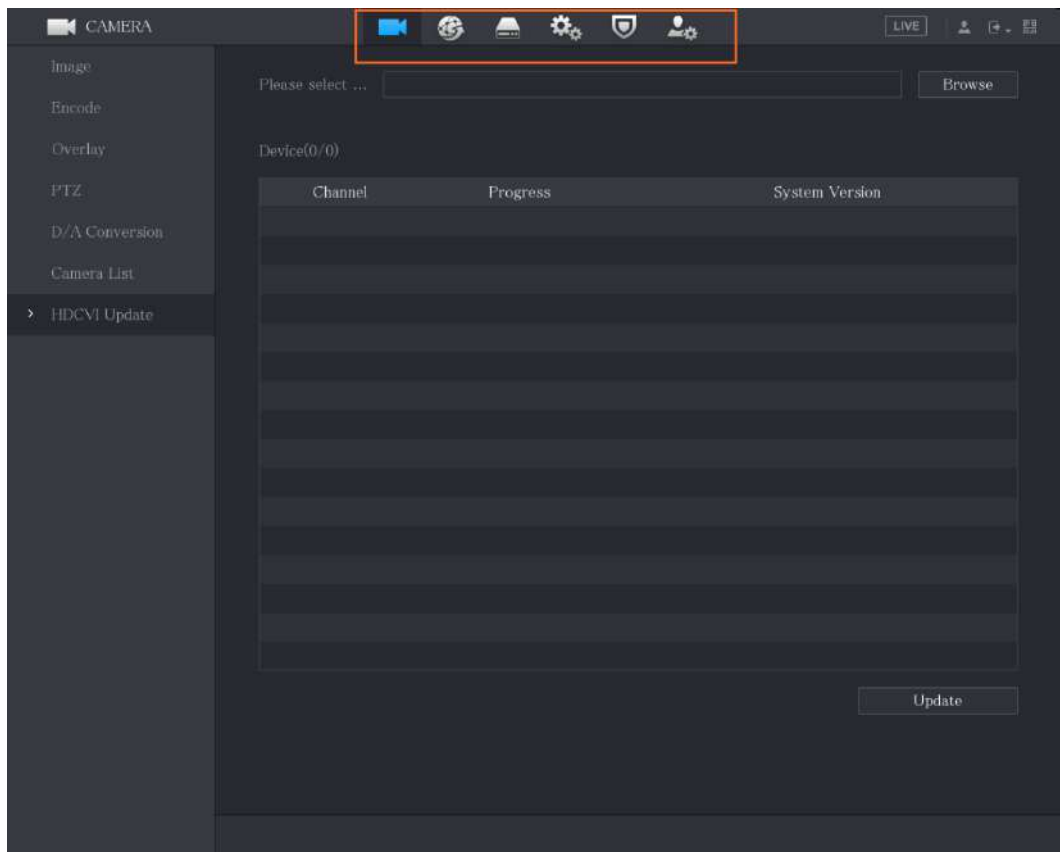 CAMERA
LIVE
Image
Encode
Overlay
PTZ
D/A Conversion
Camera List
HDCVI Update
Please select ...
Browse
Device(0/0)
Channel Progress System Version
Update